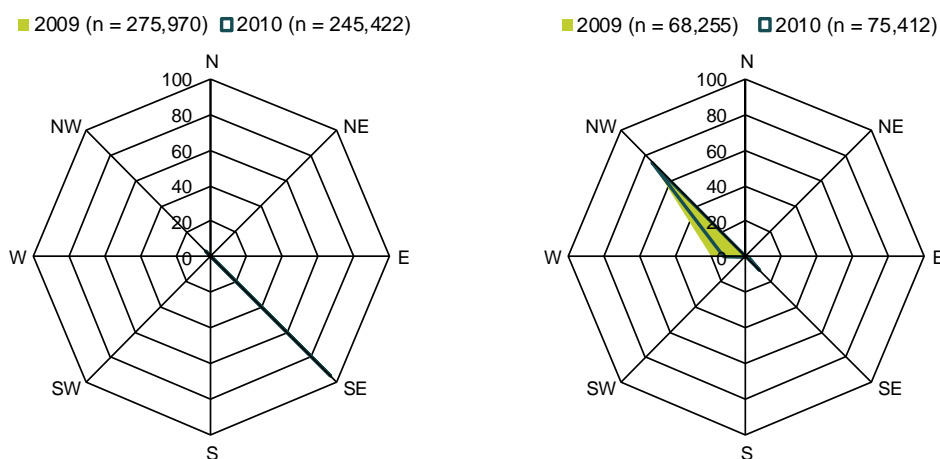 2009 (n = 275,970) 2010 (n = 245,422)
N
100
NW NE
80
60
40
20
W 0 E
SW SE
S
2009 (n = 68,255) 2010 (n = 75,412)
N
100
NW NE
80
60
40
20
W 0 E
SW SE
S